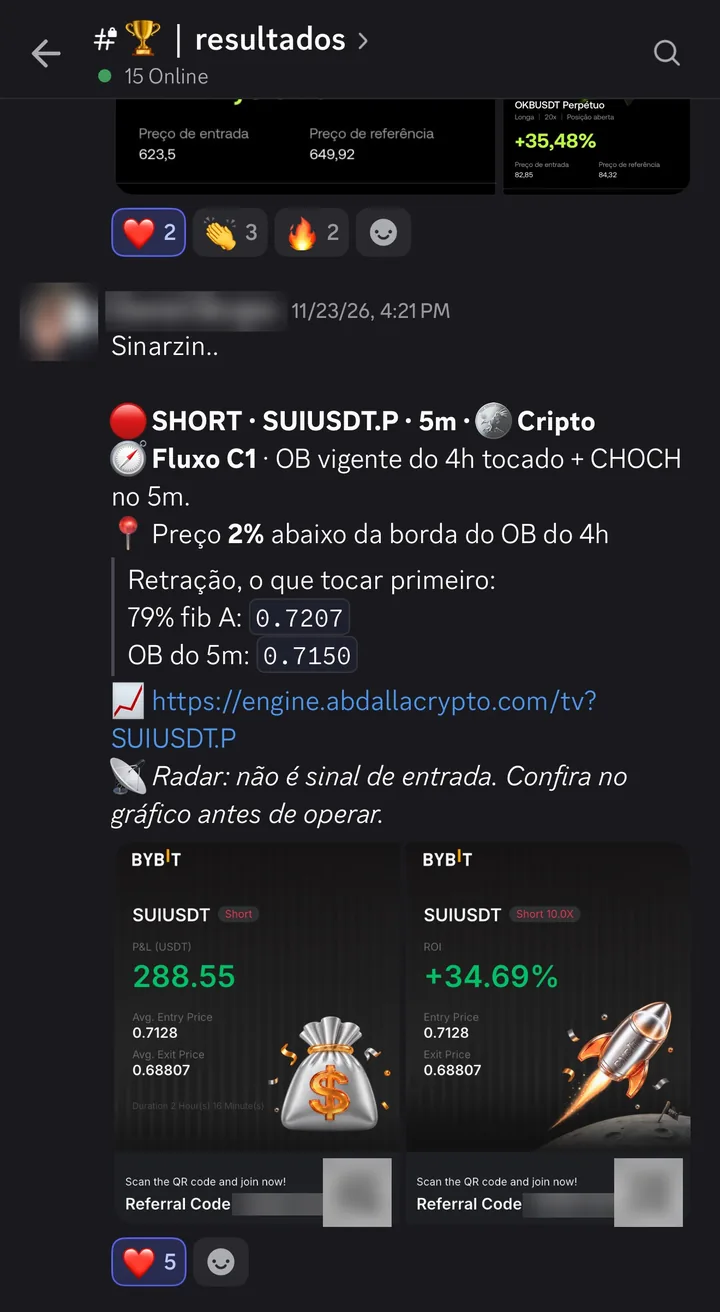 # | resultados >
15 Online
Preço de entrada Preço de referência
623,5 649,92
OKBUSDT Perpétuo
Longa | 20x | Posição aberta
+35,48%
Preço de entrada Preço de referência
82,85 84,32
2 3 2
11/23/26, 4:21 PM
Sinarzin..
SHORT · SUIUSDT.P · 5m · Cripto
Fluxo C1 · OB vigente do 4h tocado + CHOCH
no 5m.
Preço 2% abaixo da borda do OB do 4h
Retração, o que tocar primeiro:
79% fib A: 0.7207
OB do 5m: 0.7150
https://engine.abdallacrypto.com/tv?
SUIUSDT.P
Radar: não é sinal de entrada. Confira no
gráfico antes de operar.
BYBIT
SUIUSDT Short
P&L (USDT)
288.55
Avg. Entry Price
0.7128
Avg. Exit Price
0.68807
Duration 2 Hour(s) 16 Minute(s)
Scan the QR code and join now!
Referral Code
BYBIT
SUIUSDT Short 10.0X
ROI
+34.69%
Entry Price
0.7128
Exit Price
0.68807
Scan the QR code and join now!
Referral Code
5